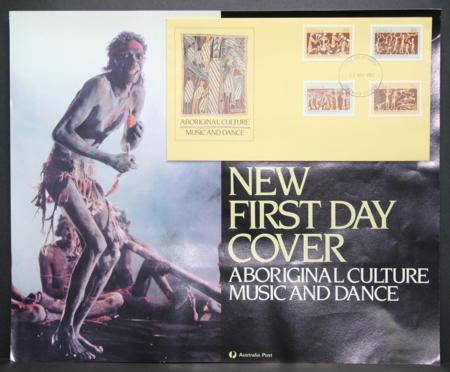 ABORIGINAL CULTURE
MUSIC AND DANCE
NEW
FIRST DAY
COVER
ABORIGINAL CULTURE
MUSIC AND DANCE
Australia Post